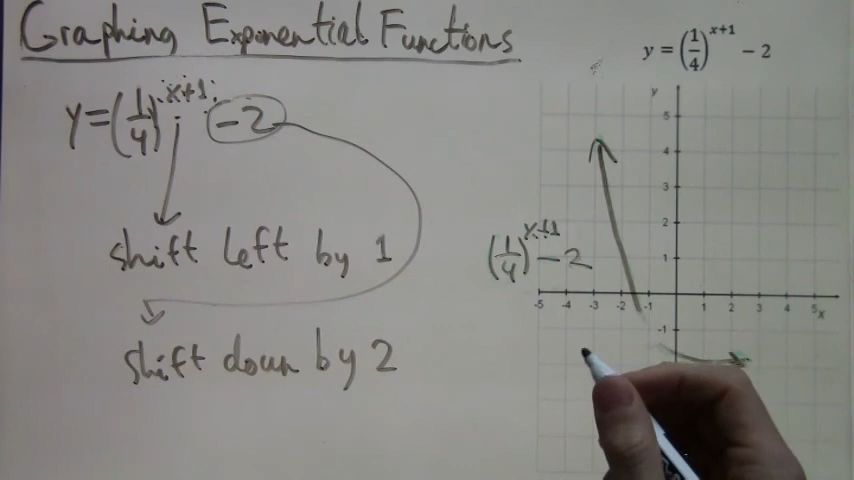 Graphing Exponential Functions
y = (1/4)^(x+1) - 2
y=(1/4)^x+1 -2
shift left by 1
shift down by 2
(1/4)^x+1 -2
y
5
4
3
2
1
-5 -4 -3 -2 -1 1 2 3 4 5 x
-1